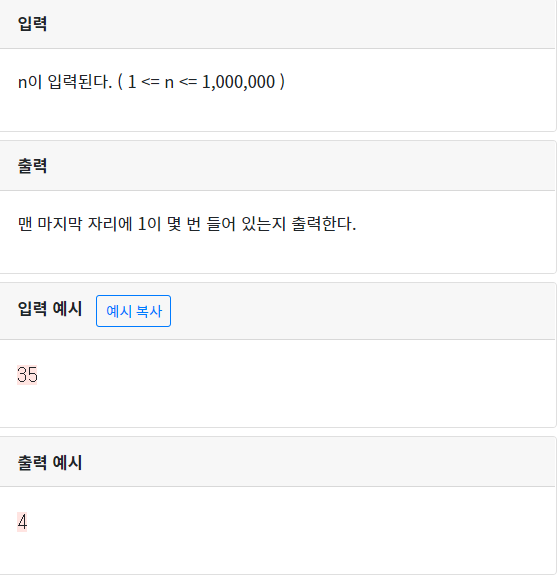 입력
n이 입력된다. ( 1 <= n <= 1,000,000 )
출력
맨 마지막 자리에 1이 몇 번 들어 있는지 출력한다.
입력 예시 예시 복사
35
출력 예시
4